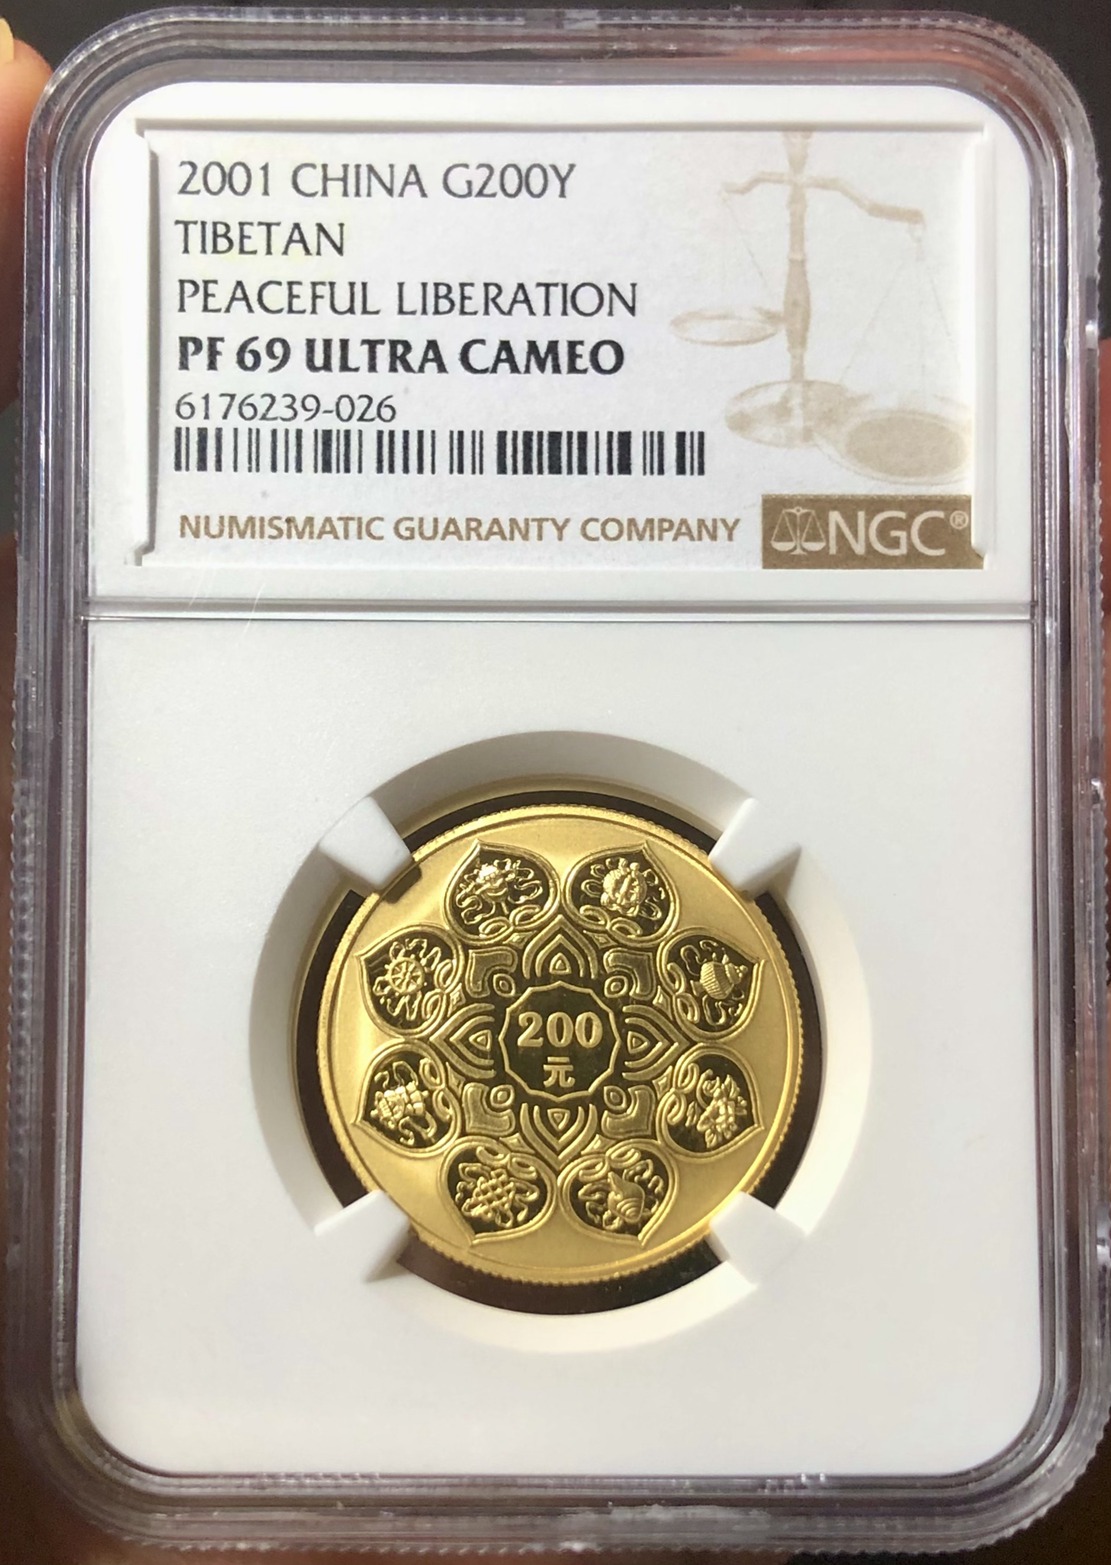 2001 CHINA G200Y
TIBETAN
PEACEFUL LIBERATION
PF 69 ULTRA CAMEO
6176239-026
NUMISMATIC GUARANTY COMPANY
NGC®
200
元